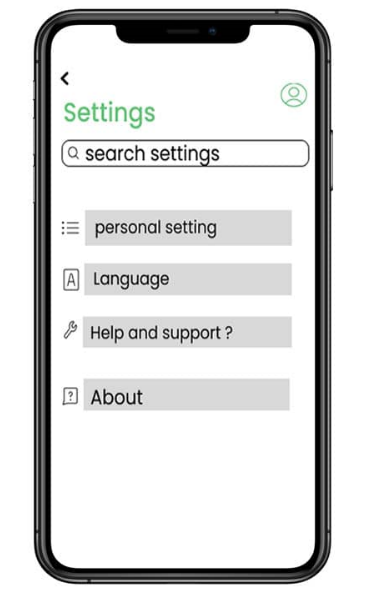 Settings
search settings
personal setting
A Language
Help and support ?
? About